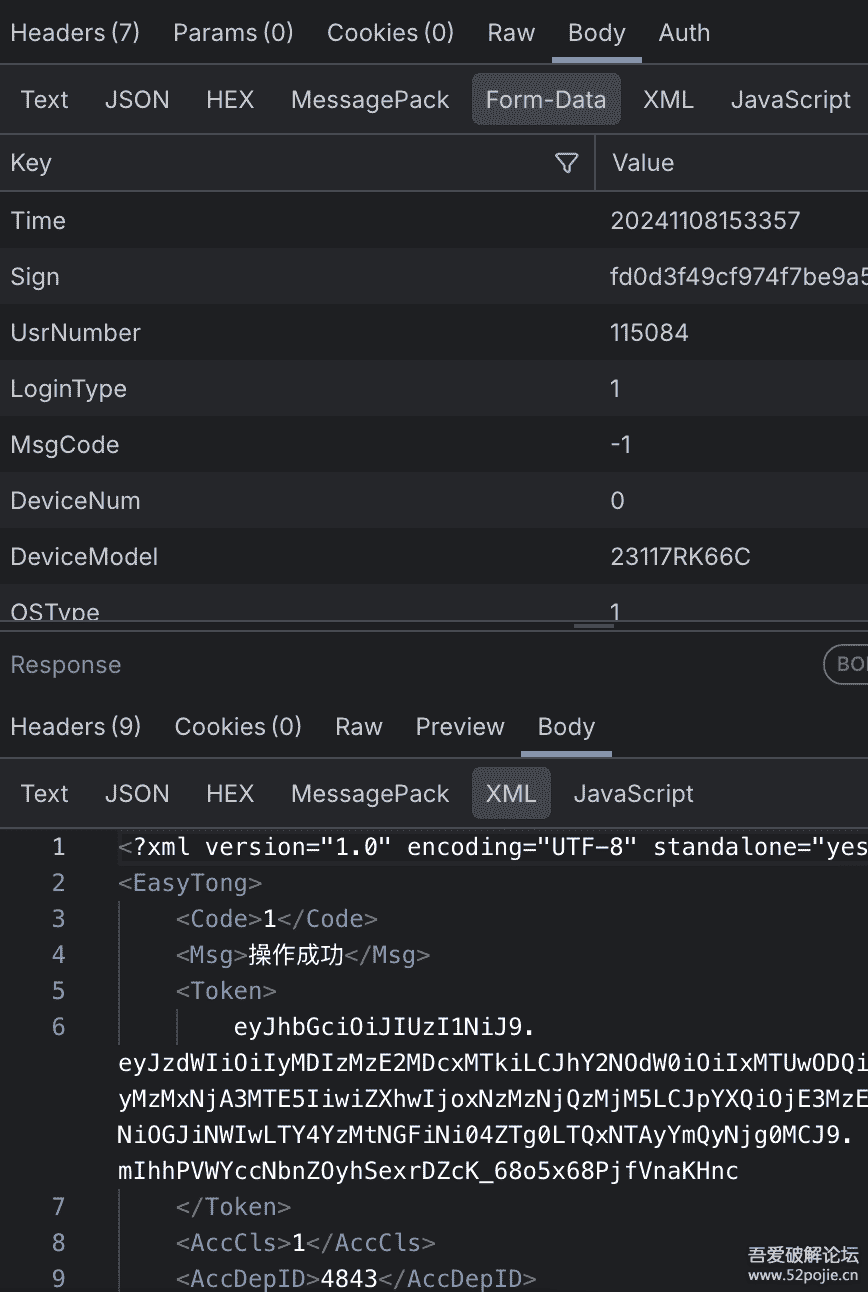 Headers (7) Params (0) Cookies (0) Raw Body Auth
Text JSON HEX MessagePack Form-Data XML JavaScript
Key Value
Time 20241108153357
Sign fd0d3f49cf974f7be9a5
UsrNumber 115084
LoginType 1
MsgCode -1
DeviceNum 0
DeviceModel 23117RK66C
OSType 1
Response BO
Headers (9) Cookies (0) Raw Preview Body
Text JSON HEX MessagePack XML JavaScript
1 <?xml version="1.0" encoding="UTF-8" standalone="yes
2 <EasyTong>
3 <Code>1</Code>
4 <Msg>操作成功</Msg>
5 <Token>
6 eyJhbGciOiJIUzI1NiJ9.
eyJzdWIiOiIyMDIzMzE2MDcxMTkiLCJhY2NOdW0iOiIxMTUwODQi
yMzMxNjA3MTE5IiwiZXhwIjoxNzMzNjQzMjM5LCJpYXQiOjE3MzE
NiOGJiNWIwLTY4YzMtNGFiNi04ZTg0LTQxNTAyYmQyNjg0MCJ9.
mIhhPVWYccNbnZOyhSexrDZcK_68o5x68PjfVnaKHnc
7 </Token>
8 <AccCls>1</AccCls>
9 <AccDepID>4843</AccDepID>
吾爱破解论坛
www.52pojie.cn